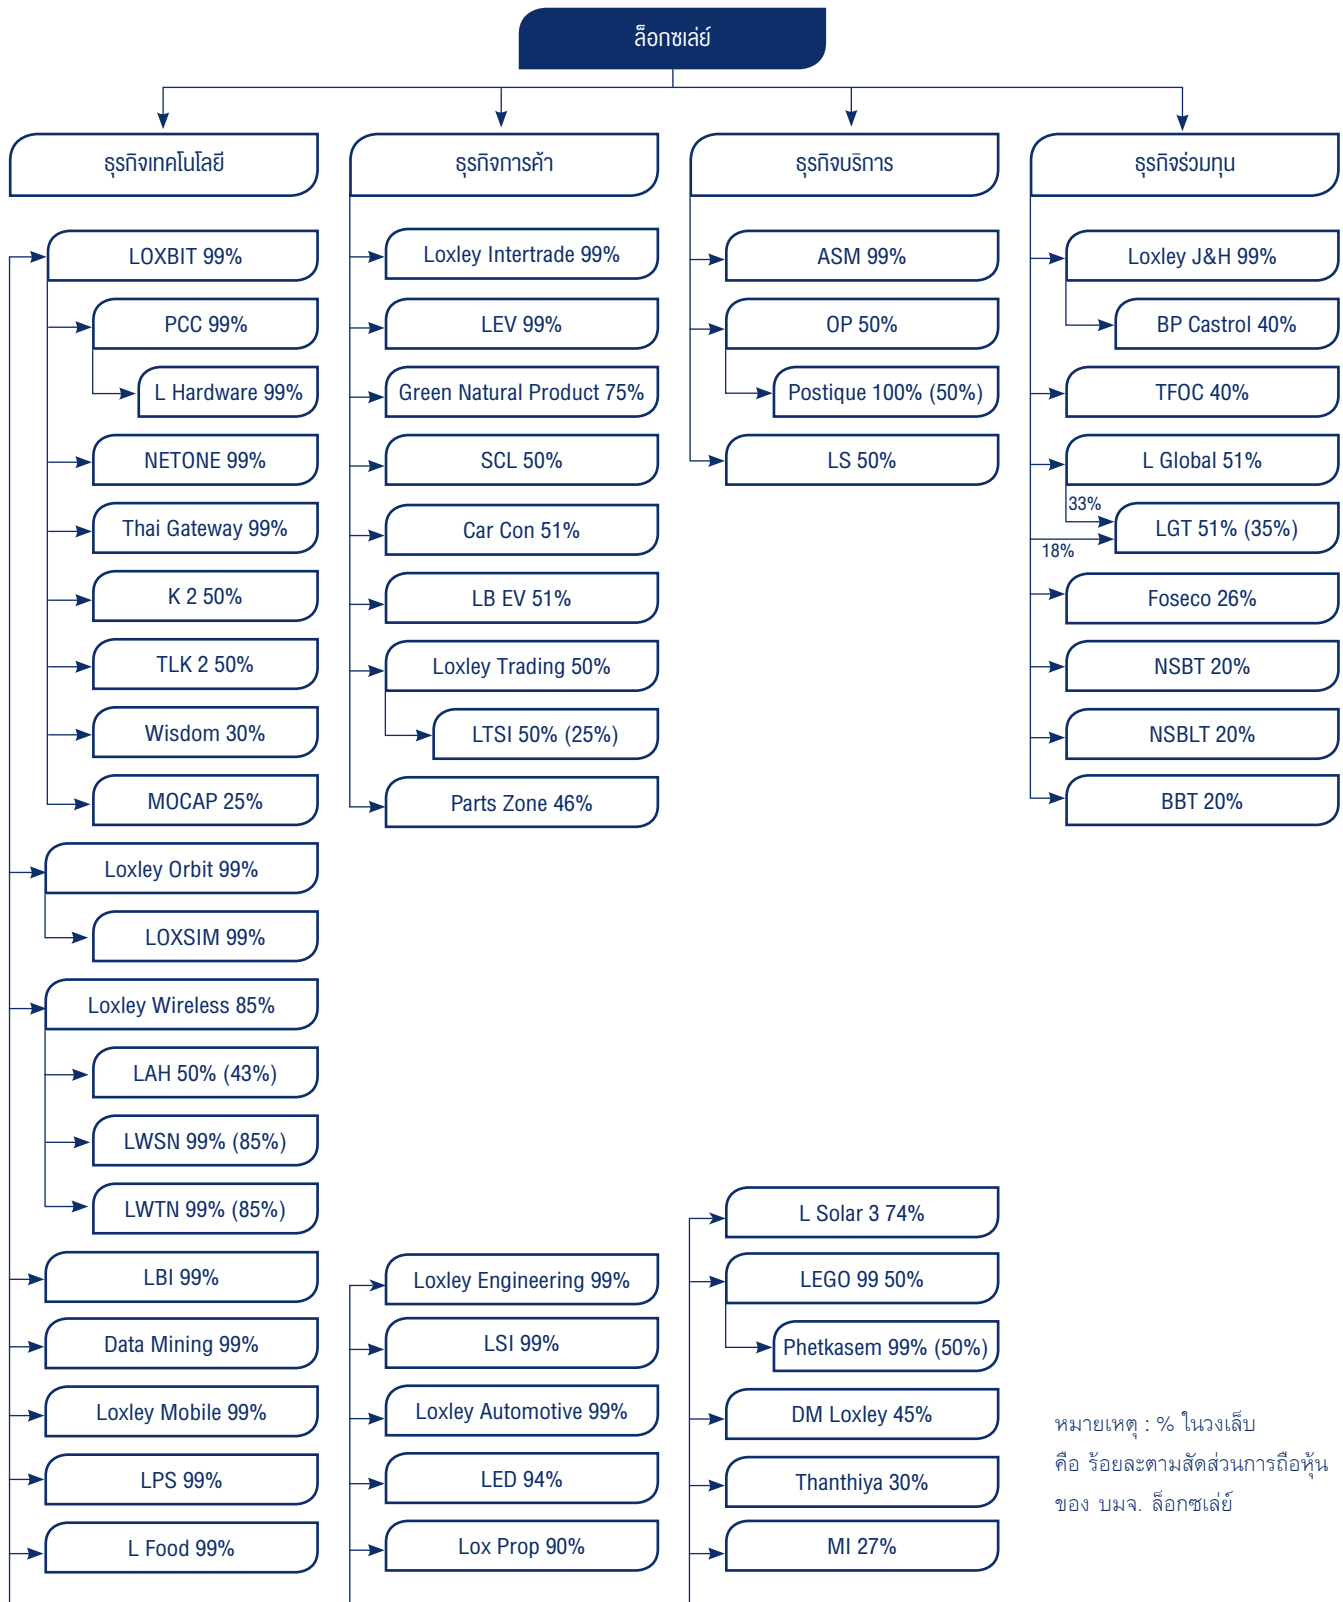 ล็อกซเล่ย์
ธุรกิจเทคโนโลยี
LOXBIT 99%
PCC 99%
L Hardware 99%
NETONE 99%
Thai Gateway 99%
K 2 50%
TLK 2 50%
Wisdom 30%
MOCAP 25%
Loxley Orbit 99%
LOXSIM 99%
Loxley Wireless 85%
LAH 50% (43%)
LWSN 99% (85%)
LWTN 99% (85%)
LBI 99%
Data Mining 99%
Loxley Mobile 99%
LPS 99%
L Food 99%
ธุรกิจการค้า
Loxley Intertrade 99%
LEV 99%
Green Natural Product 75%
SCL 50%
Car Con 51%
LB EV 51%
Loxley Trading 50%
LTSI 50% (25%)
Parts Zone 46%
Loxley Engineering 99%
LSI 99%
Loxley Automotive 99%
LED 94%
Lox Prop 90%
ธุรกิจบริการ
ASM 99%
OP 50%
Postique 100% (50%)
LS 50%
L Solar 3 74%
LEGO 99 50%
Phetkasem 99% (50%)
DM Loxley 45%
Thanthiya 30%
MI 27%
ธุรกิจร่วมทุน
Loxley J&H 99%
BP Castrol 40%
TFOC 40%
L Global 51%
33%
LGT 51% (35%)
18%
Foseco 26%
NSBT 20%
NSBLT 20%
BBT 20%
หมายเหตุ : % ในวงเล็บ
คือ ร้อยละตามสัดส่วนการถือหุ้น
ของ บมจ. ล็อกซเล่ย์